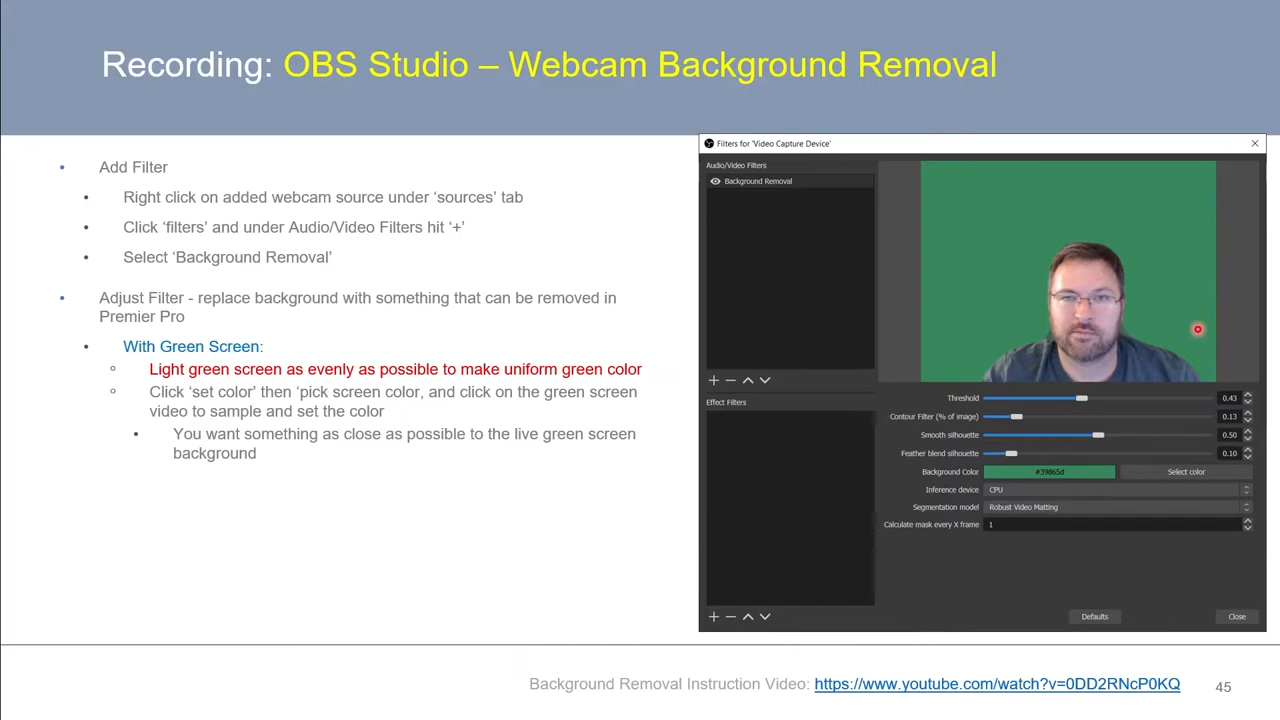 Recording: OBS Studio – Webcam Background Removal
• Add Filter
• Right click on added webcam source under ‘sources’ tab
• Click ‘filters’ and under Audio/Video Filters hit ‘+’
• Select ‘Background Removal’
• Adjust Filter - replace background with something that can be removed in
Premier Pro
• With Green Screen:
○ Light green screen as evenly as possible to make uniform green color
○ Click ‘set color’ then ‘pick screen color, and click on the green screen
video to sample and set the color
• You want something as close as possible to the live green screen
background
Filters for 'Video Capture Device'
Audio/Video Filters
Background Removal
Effect Filters
Threshold 0.43
Contour Filter (% of image) 0.13
Smooth silhouette 0.50
Feather blend silhouette 0.10
Background Color #39865d Select color
Inference device CPU
Segmentation model Robust Video Matting
Calculate mask every X frame 1
Defaults Close
Background Removal Instruction Video: https://www.youtube.com/watch?v=0DD2RNcP0KQ
45